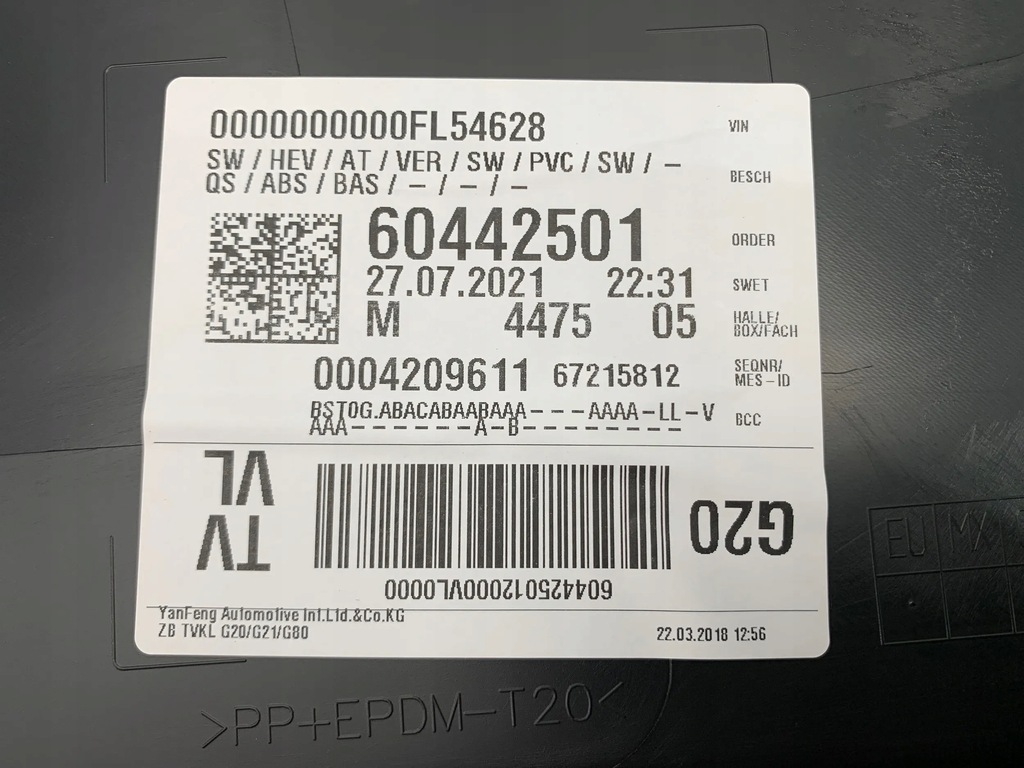 0000000000FL54628 VIN
SW / HEV / AT / VER / SW / PVC / SW / –
QS / ABS / BAS / – / – / –
BESCH
60442501 ORDER
27.07.2021 22:31 SWET
M 4475 05
HALLE/
BOX/FACH
0004209611 67215812
SEQNR/
MES-ID
BST0G.ABACABAABAAA---AAAA-LL-V
AAA------A-B--------
BCC
TV
VL
G20
604425012000VL0000
YanFeng Automotive Int.Ltd.&Co.KG
ZB TVKL G20/G21/G80
22.03.2018 12:56
EU MX
>PP+EPDM-T20<